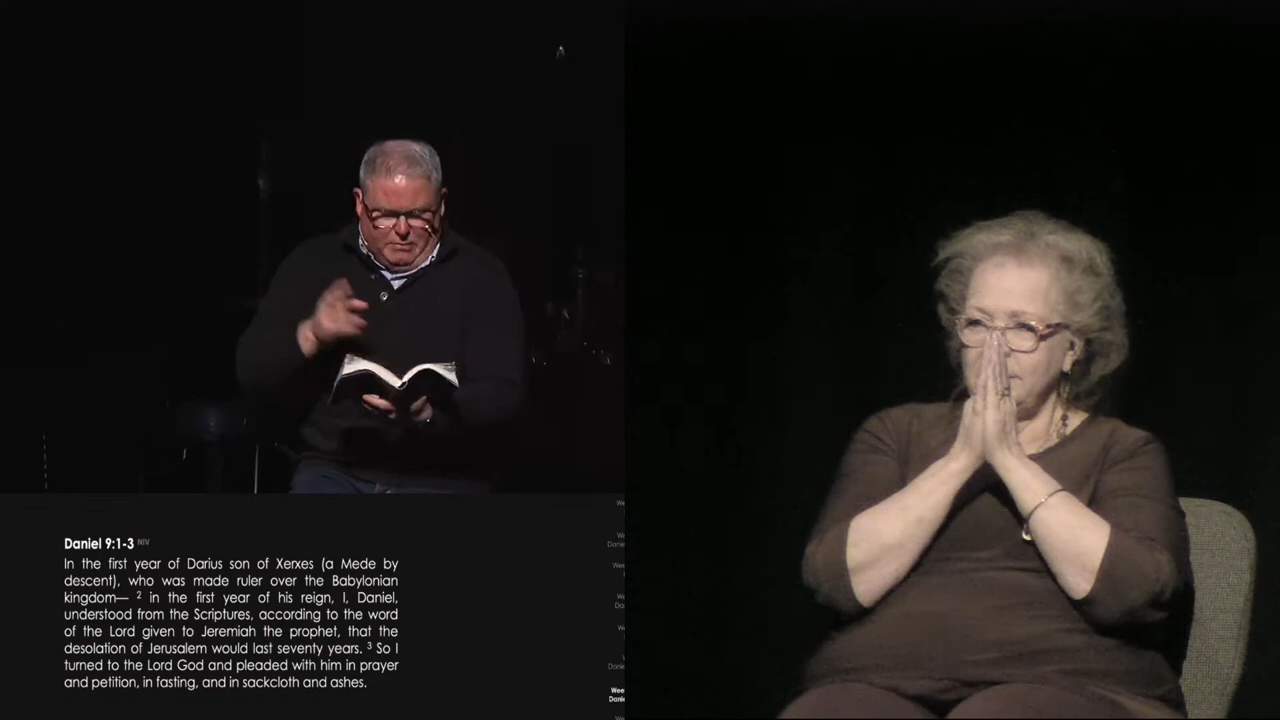 Daniel 9:1-3 NIV
In the first year of Darius son of Xerxes (a Mede by
descent), who was made ruler over the Babylonian
kingdom— 2 in the first year of his reign, I, Daniel,
understood from the Scriptures, according to the word
of the Lord given to Jeremiah the prophet, that the
desolation of Jerusalem would last seventy years. 3 So I
turned to the Lord God and pleaded with him in prayer
and petition, in fasting, and in sackcloth and ashes.